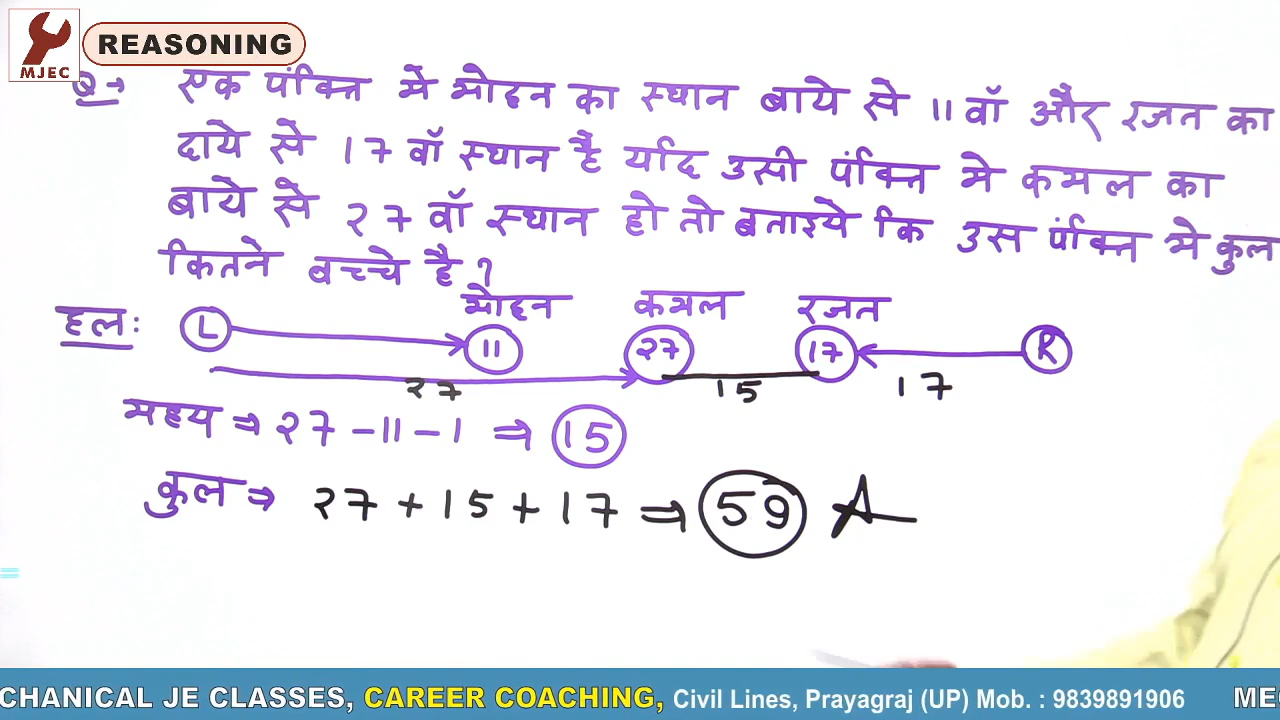 MJEC
REASONING
Q→ एक पंक्ति मे मोहन का स्थान बाये से 11 वॉ और रजत का
दाये से 17 वॉ स्थान है यदि उसी पंक्ति मे कमल का
बाये से 27 वॉ स्थान हो तो बताइये कि उस पंक्ति मे कुल
कितने बच्चे है?
मोहन कमल रजत
हल: L 11 27 17 R
27 15 17
मध्य ⇒ 27 - 11 - 1 ⇒ 15
कुल ⇒ 27 + 15 + 17 ⇒ 59 A
CHANICAL JE CLASSES, CAREER COACHING, Civil Lines, Prayagraj (UP) Mob. : 9839891906 ME